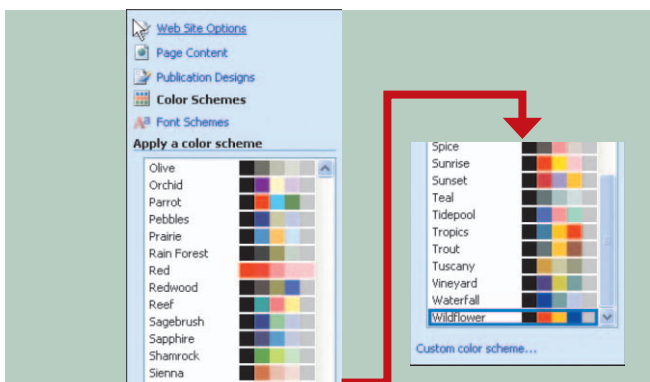 Web Site Options
Page Content
Publication Designs
Color Schemes
Font Schemes
Apply a color scheme
Olive
Orchid
Parrot
Pebbles
Prairie
Rain Forest
Red
Redwood
Reef
Sagebrush
Sapphire
Shamrock
Sienna
Spice
Sunrise
Sunset
Teal
Tidepool
Tropics
Trout
Tuscany
Vineyard
Waterfall
Wildflower
Custom color scheme...